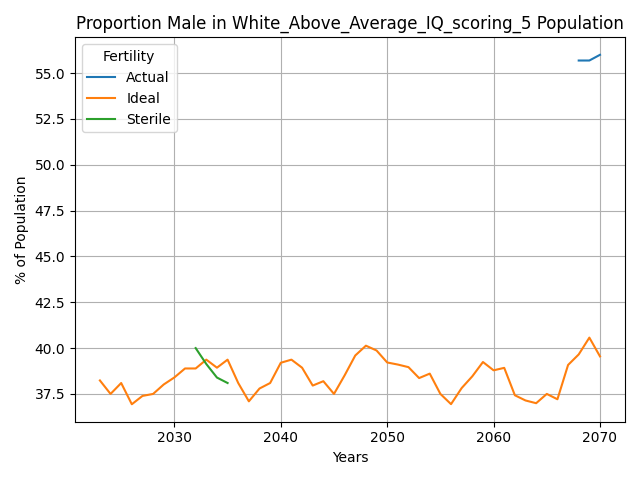 Proportion Male in White_Above_Average_IQ_scoring_5 Population
Fertility
Actual
Ideal
Sterile
% of Population
55.0
52.5
50.0
47.5
45.0
42.5
40.0
37.5
2030
2040
2050
2060
2070
Years